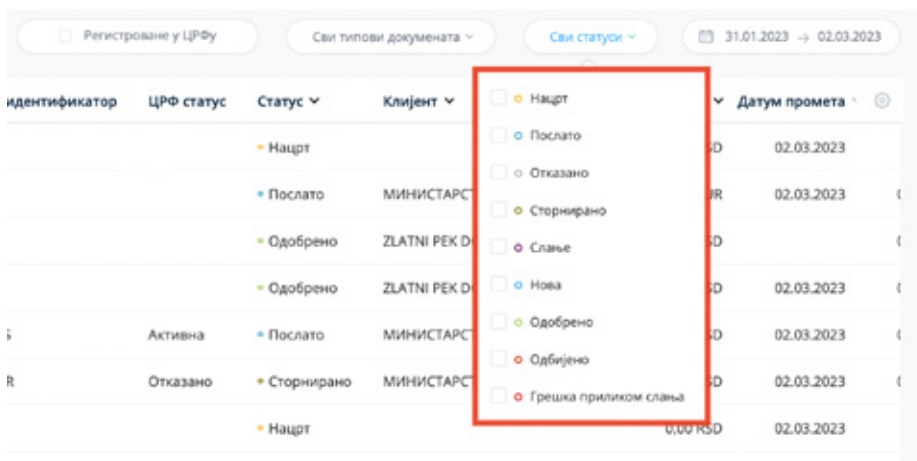 Регистроване у ЦРФу Сви типови докумената Сви статуси 31.01.2023 → 02.03.2023
идентификатор ЦРФ статус Статус Клијент Датум промета
Нацрт
Послато
Отказано
Сторнирано
Слање
Нова
Одобрено
Одбијено
Грешка приликом слања
Нацрт 02.03.2023
Послато МИНИСТАРСТ 02.03.2023
Одобрено ZLATNI PEK D
Одобрено ZLATNI PEK D 02.03.2023
Активна Послато МИНИСТАРСТ 02.03.2023
Отказано Сторнирано МИНИСТАРСТ 02.03.2023
Нацрт 0,00 RSD 02.03.2023